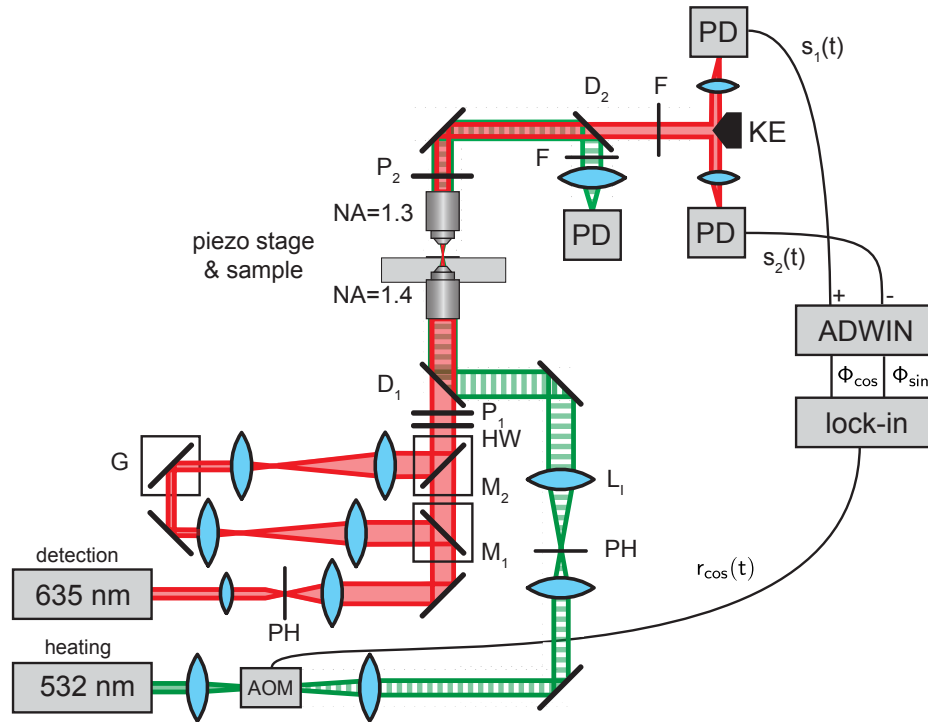 PD
s₁(t)
D₂
F
KE
P₂
F
NA=1.3
PD
PD
s₂(t)
piezo stage
& sample
NA=1.4
+ -
ADWIN
D₁
Φcos Φsin
P₁
HW
lock-in
G
M₂
L_I
M₁
PH
detection
635 nm
rcos(t)
PH
heating
532 nm
AOM